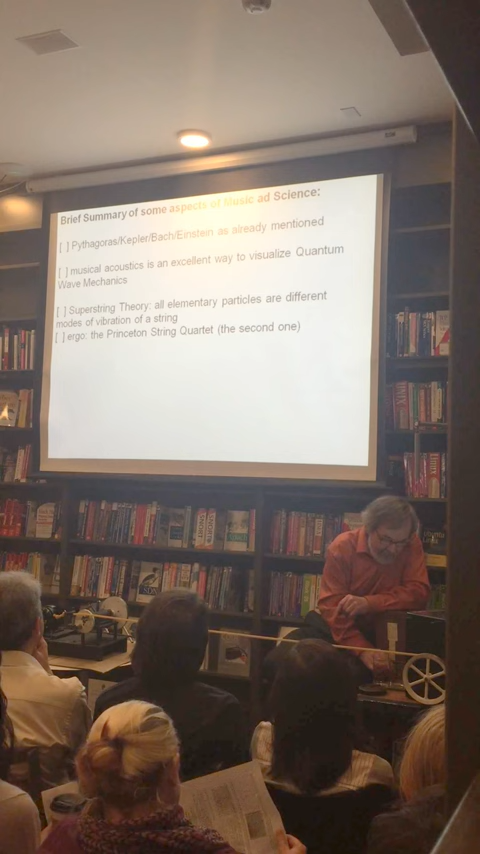 Brief Summary of some aspects of Music ad Science:
[ ] Pythagoras/Kepler/Bach/Einstein as already mentioned
[ ] musical acoustics is an excellent way to visualize Quantum
Wave Mechanics
[ ] Superstring Theory: all elementary particles are different
modes of vibration of a string
[ ] ergo: the Princeton String Quartet (the second one)